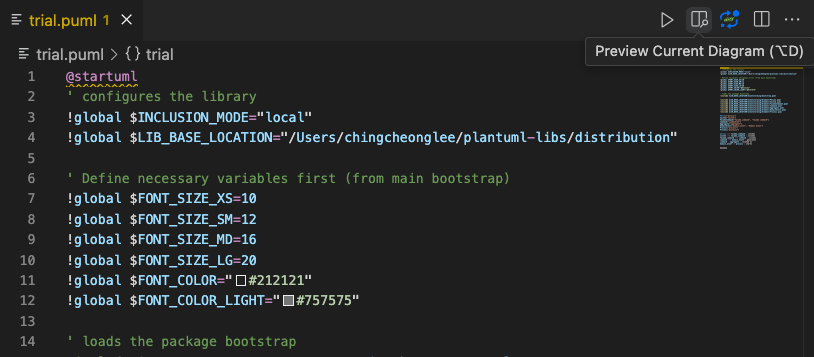 trial.puml 1
Preview Current Diagram (⌥D)
trial.puml > {} trial
1 @startuml
2 ' configures the library
3 !global $INCLUSION_MODE="local"
4 !global $LIB_BASE_LOCATION="/Users/chingcheonglee/plantuml-libs/distribution"
5
6 ' Define necessary variables first (from main bootstrap)
7 !global $FONT_SIZE_XS=10
8 !global $FONT_SIZE_SM=12
9 !global $FONT_SIZE_MD=16
10 !global $FONT_SIZE_LG=20
11 !global $FONT_COLOR="#212121"
12 !global $FONT_COLOR_LIGHT="#757575"
13
14 ' loads the package bootstrap